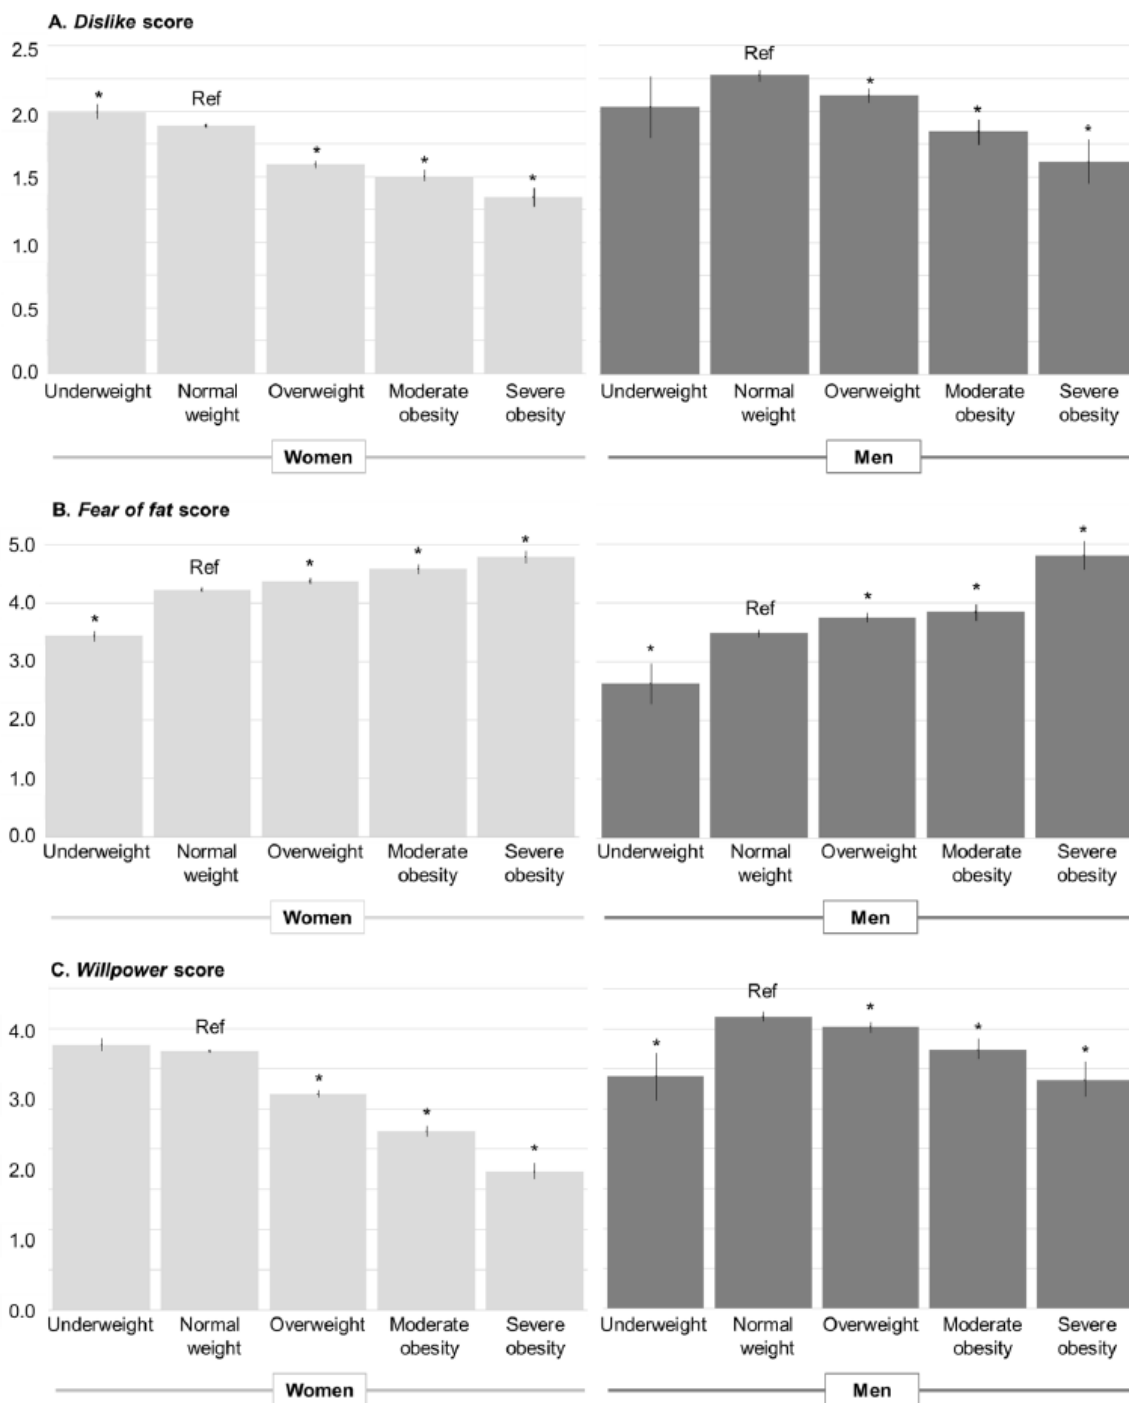 A. Dislike score
2.5
2.0
1.5
1.0
0.5
0.0
* Ref * * *
Ref * * *
Underweight Normal weight Overweight Moderate obesity Severe obesity
Underweight Normal weight Overweight Moderate obesity Severe obesity
Women Men
B. Fear of fat score
5.0
4.0
3.0
2.0
1.0
0.0
* Ref * * *
* Ref * * *
Underweight Normal weight Overweight Moderate obesity Severe obesity
Underweight Normal weight Overweight Moderate obesity Severe obesity
Women Men
C. Willpower score
4.0
3.0
2.0
1.0
0.0
Ref * * *
* Ref * * *
Underweight Normal weight Overweight Moderate obesity Severe obesity
Underweight Normal weight Overweight Moderate obesity Severe obesity
Women Men